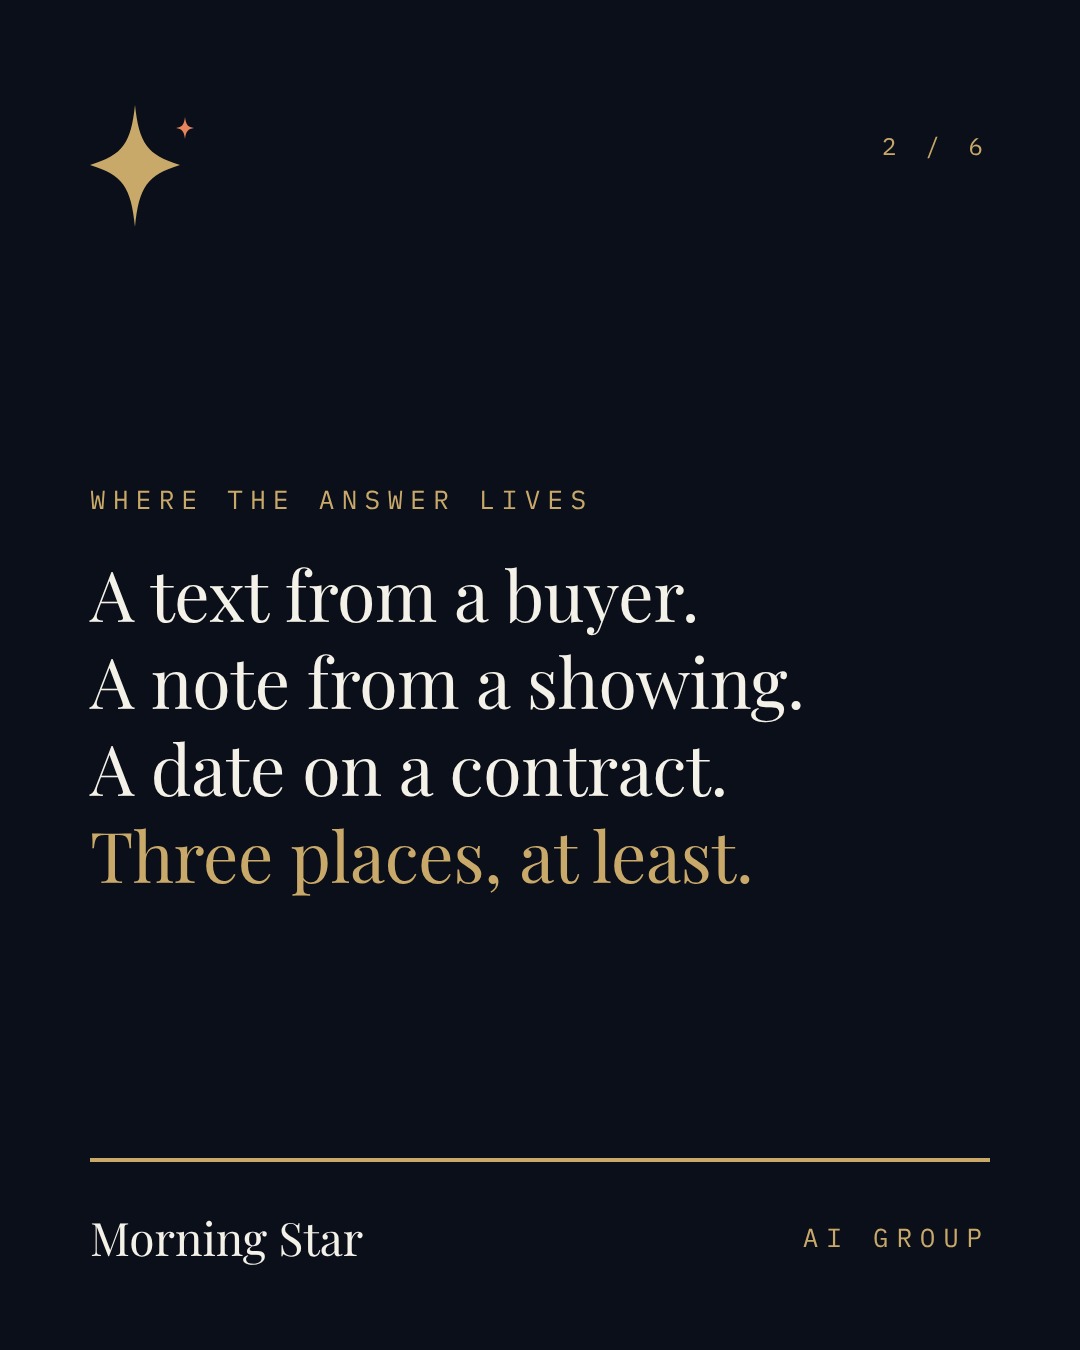 2 / 6
WHERE THE ANSWER LIVES
A text from a buyer.
A note from a showing.
A date on a contract.
Three places, at least.
Morning Star
AI GROUP